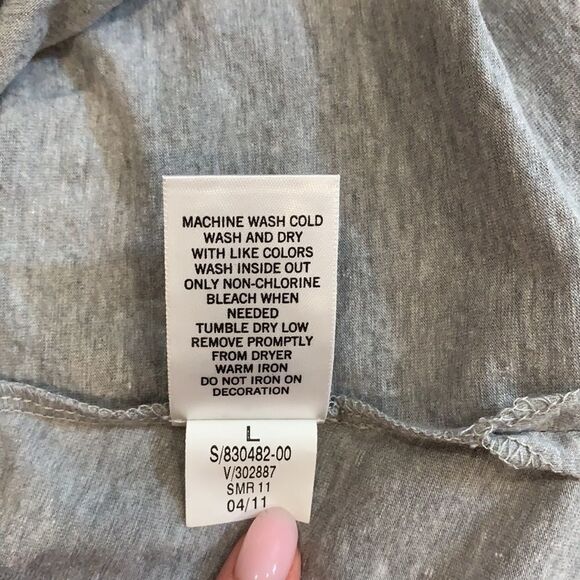 MACHINE WASH COLD
WASH AND DRY
WITH LIKE COLORS
WASH INSIDE OUT
ONLY NON-CHLORINE
BLEACH WHEN
NEEDED
TUMBLE DRY LOW
REMOVE PROMPTLY
FROM DRYER
WARM IRON
DO NOT IRON ON
DECORATION
L
S/830482-00
V/302887
SMR 11
04/11